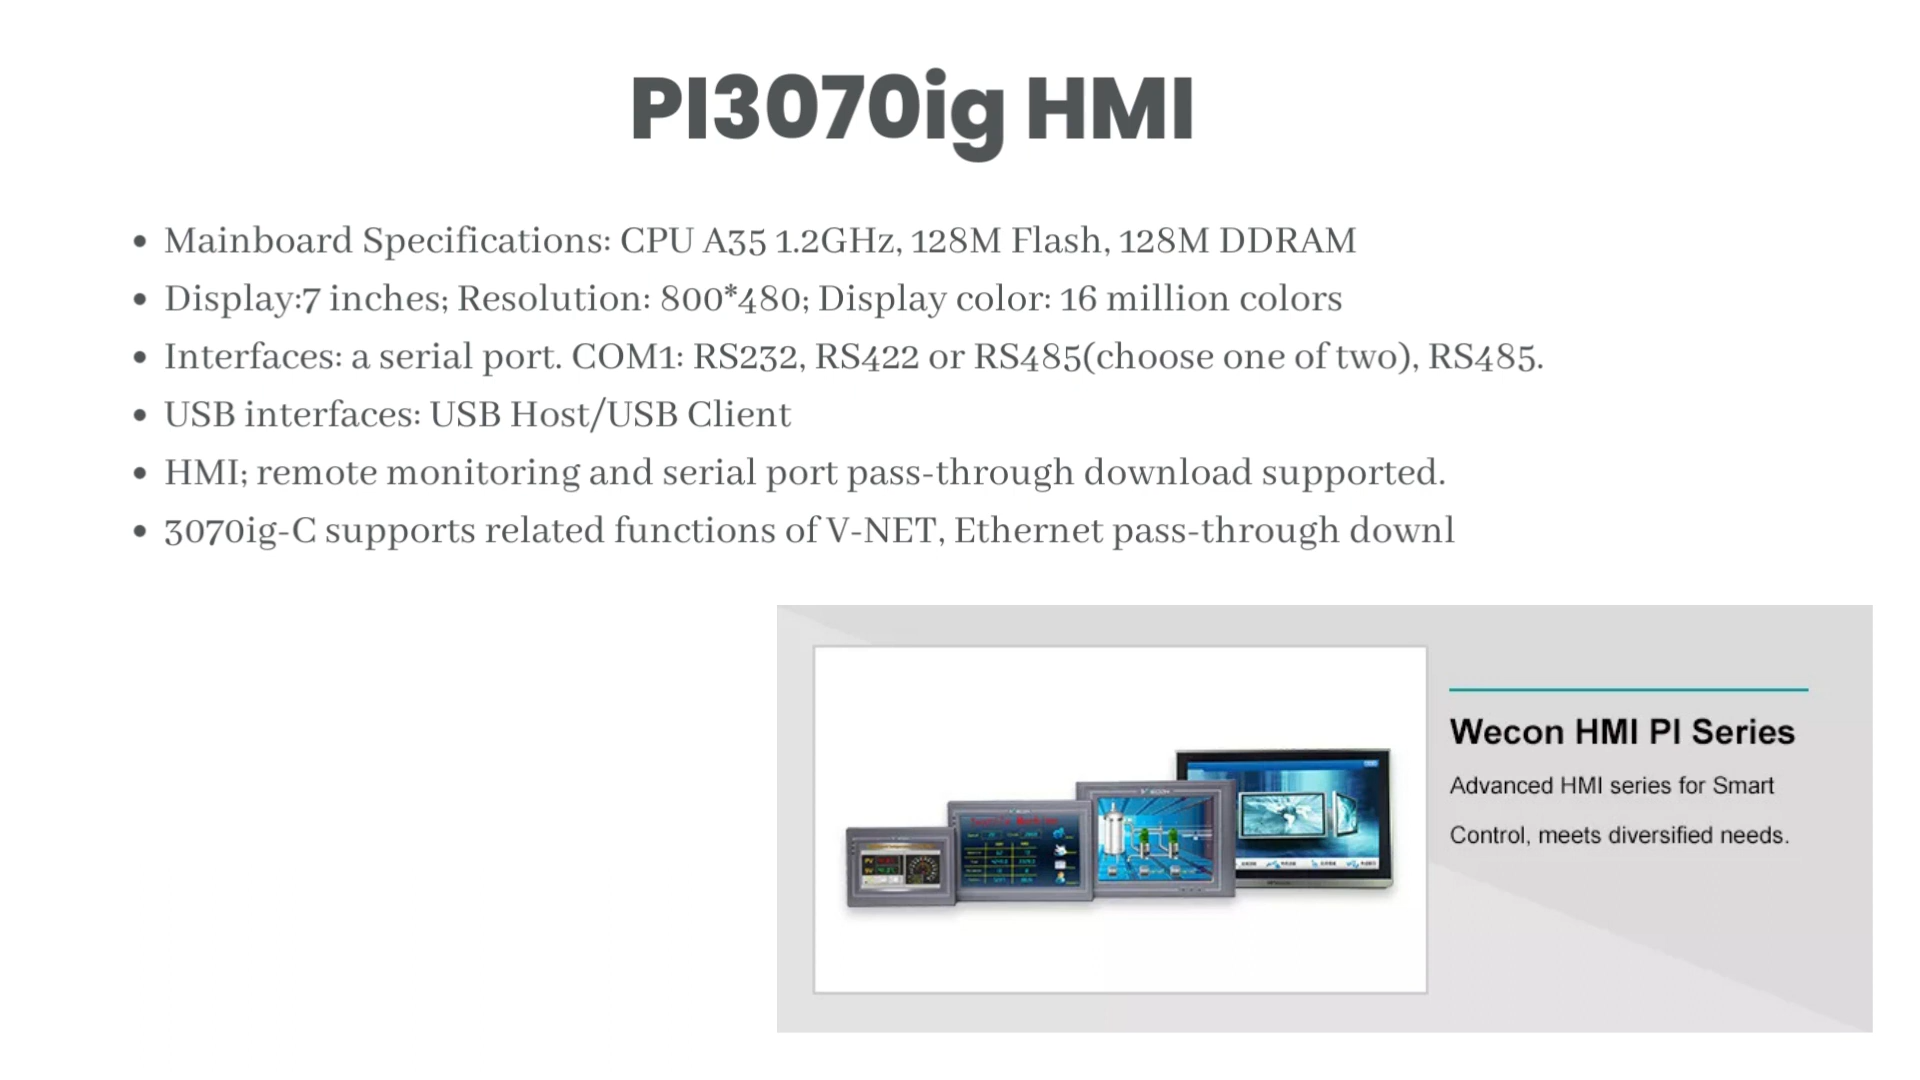 PI3070ig HMI
• Mainboard Specifications: CPU A35 1.2GHz, 128M Flash, 128M DDRAM
• Display:7 inches; Resolution: 800*480; Display color: 16 million colors
• Interfaces: a serial port. COM1: RS232, RS422 or RS485(choose one of two), RS485.
• USB interfaces: USB Host/USB Client
• HMI; remote monitoring and serial port pass-through download supported.
• 3070ig-C supports related functions of V-NET, Ethernet pass-through downl
Wecon HMI PI Series
Advanced HMI series for Smart
Control, meets diversified needs.